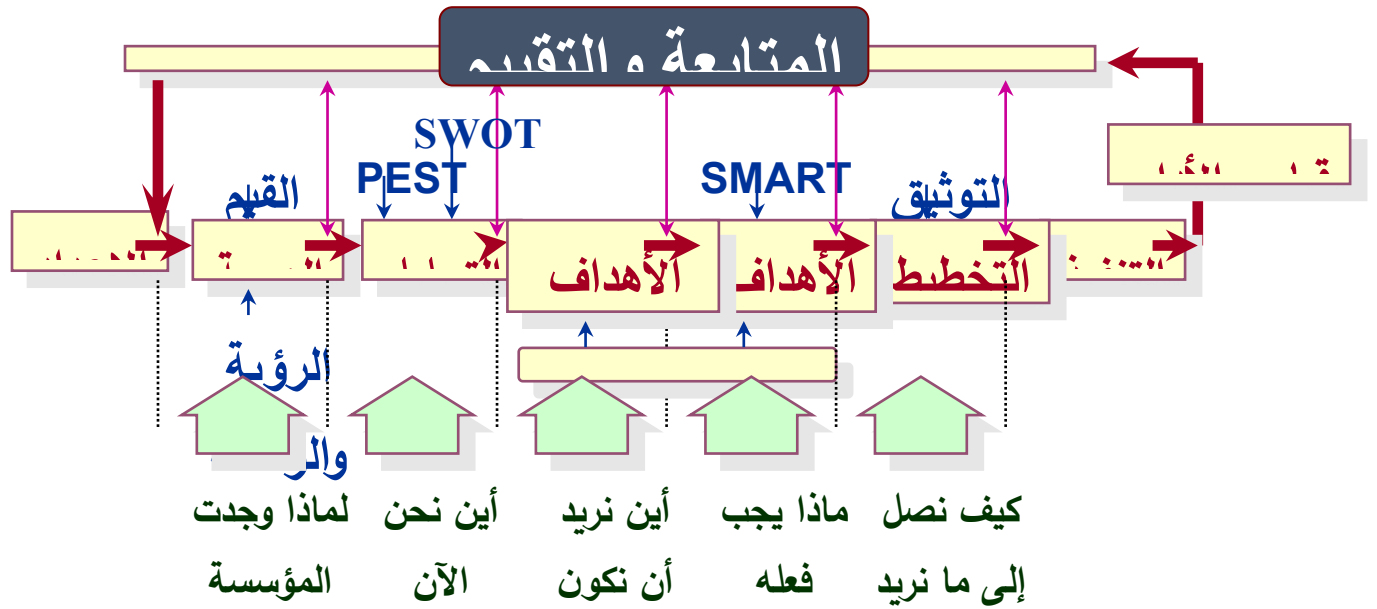 المتابعة و التقييم
SWOT
PEST
SMART
القيم
التوثيق
الأهداف
الأهداف
التخطيط
الرؤية
لماذا وجدت
المؤسسة
أين نحن
الآن
أين نريد
أن نكون
ماذا يجب
فعله
كيف نصل
إلى ما نريد